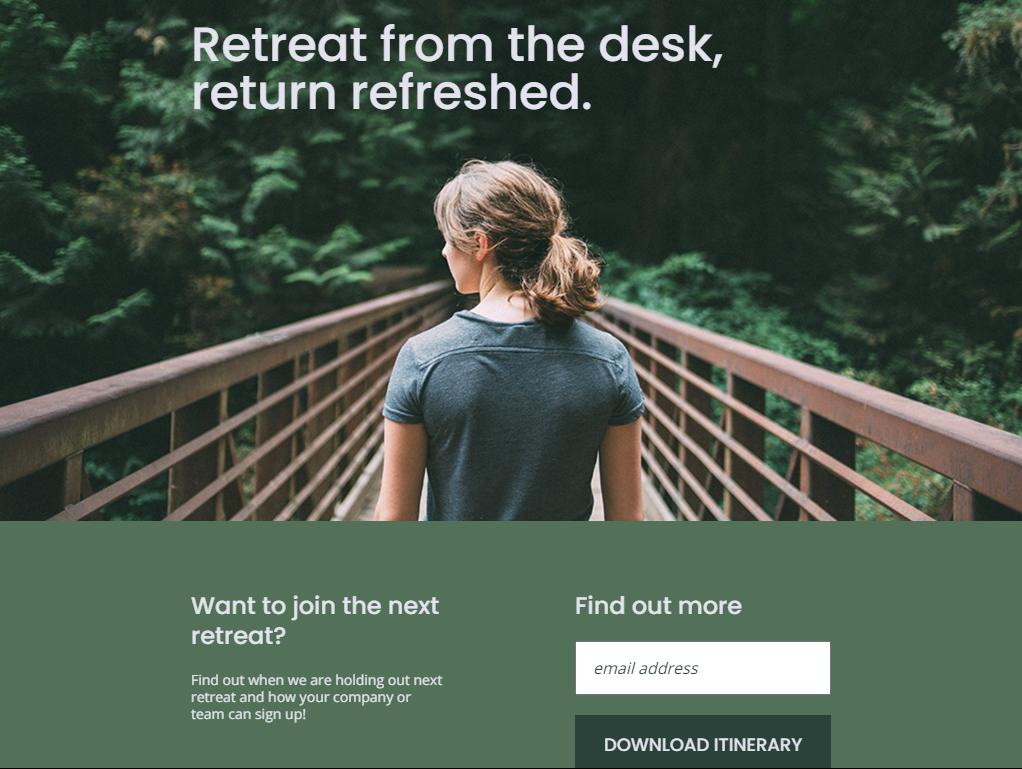 Retreat from the desk,
return refreshed.
Want to join the next
retreat?
Find out when we are holding out next
retreat and how your company or
team can sign up!
Find out more
email address
DOWNLOAD ITINERARY